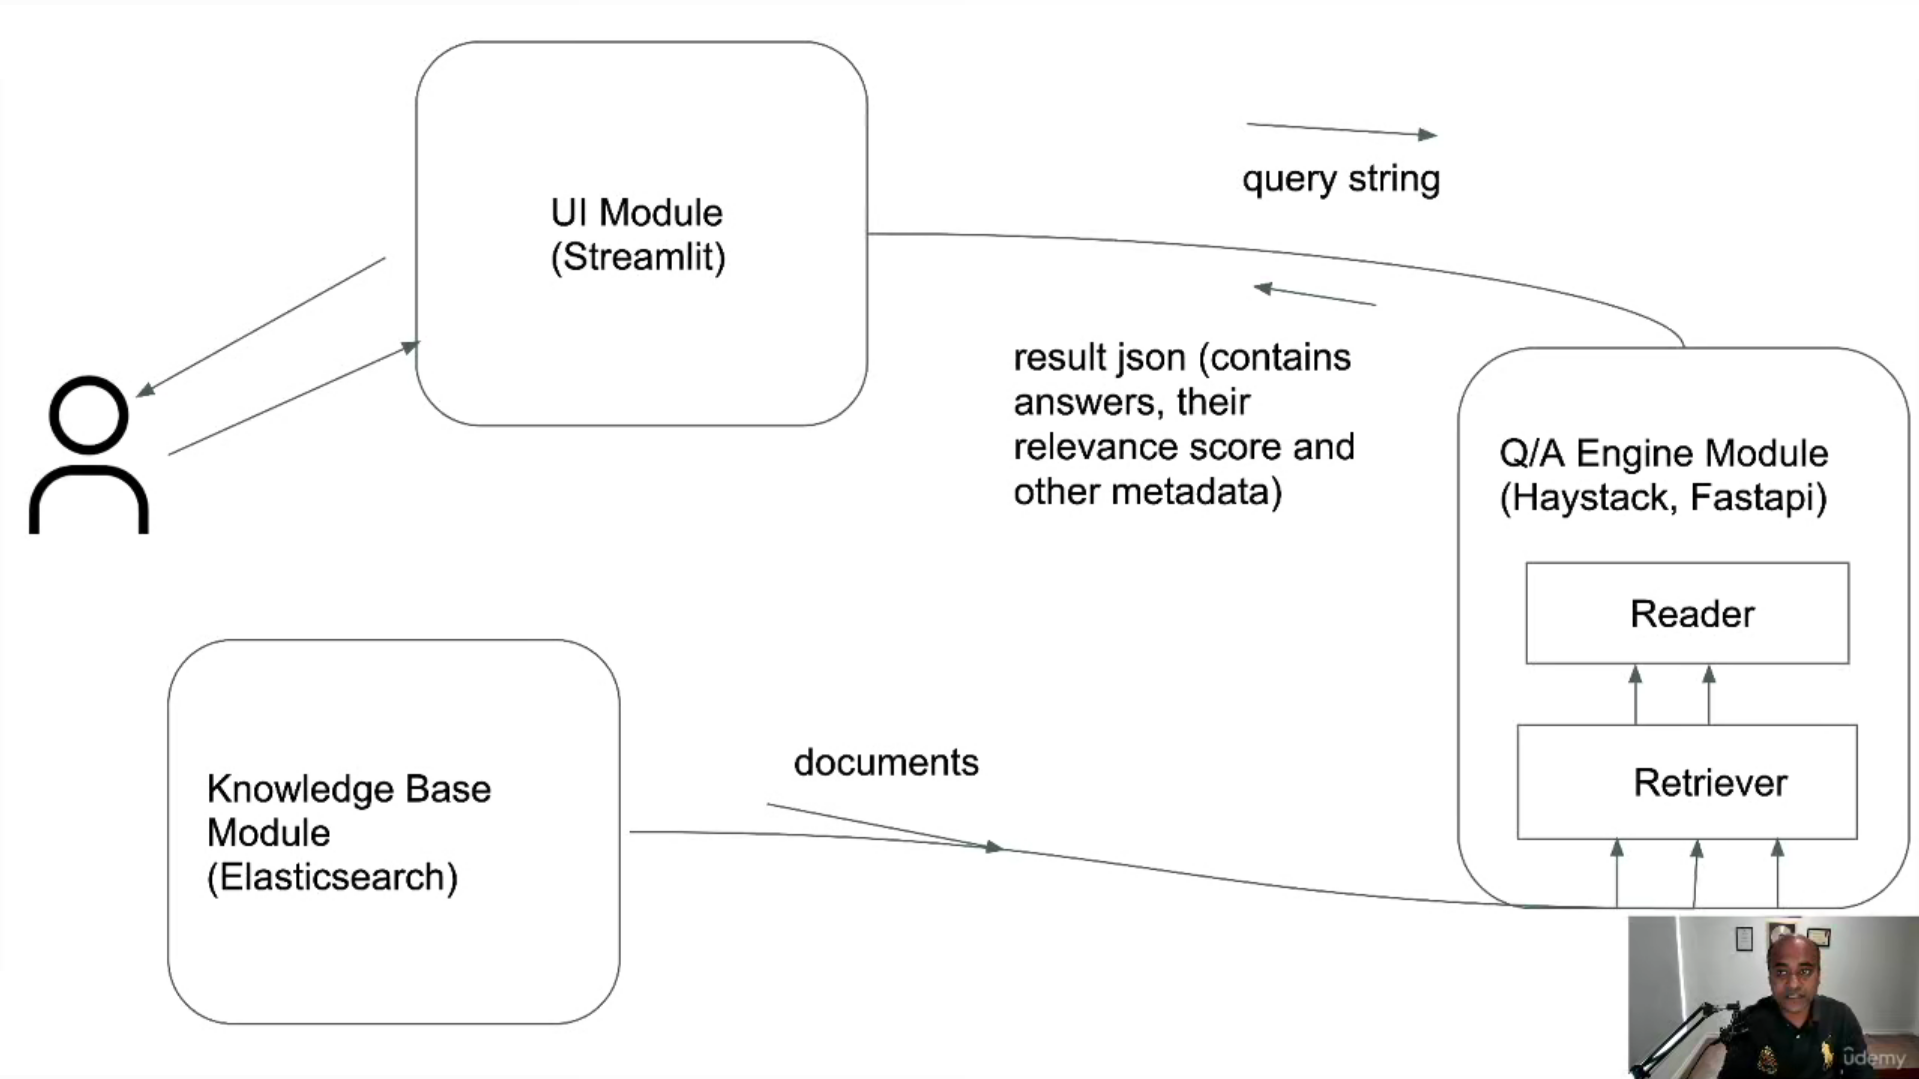 UI Module
(Streamlit)
query string
result json (contains
answers, their
relevance score and
other metadata)
Q/A Engine Module
(Haystack, Fastapi)
Reader
Retriever
documents
Knowledge Base
Module
(Elasticsearch)
ûdemy